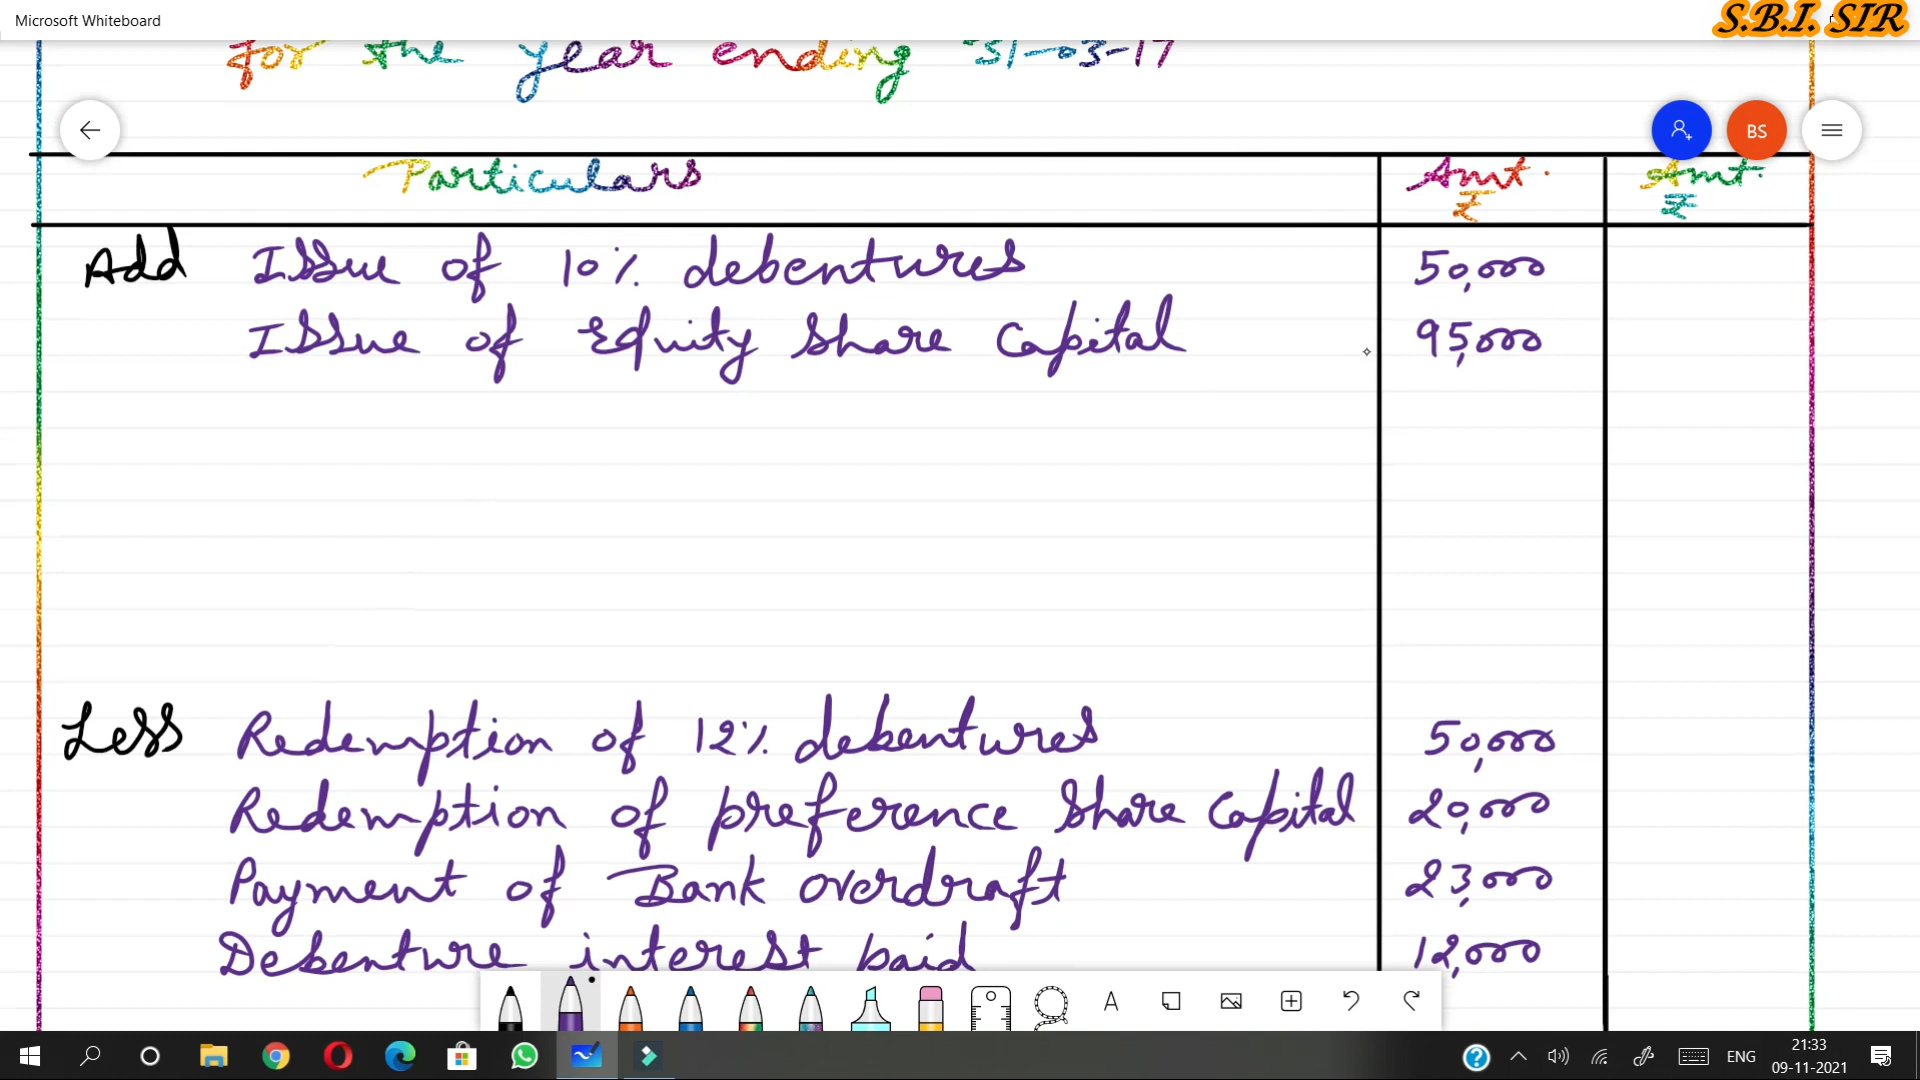 Microsoft Whiteboard
S.B.I. SIR
for the year ending 31-03-17
BS
Particulars Amt. ₹ Amt. ₹
Add Issue of 10% debentures 50,000
Issue of Equity Share Capital 95,000
Less Redemption of 12% debentures 50,000
Redemption of preference Share Capital 20,000
Payment of Bank overdraft 23,000
Debenture interest paid 12,000
A
ENG
21:33
09-11-2021